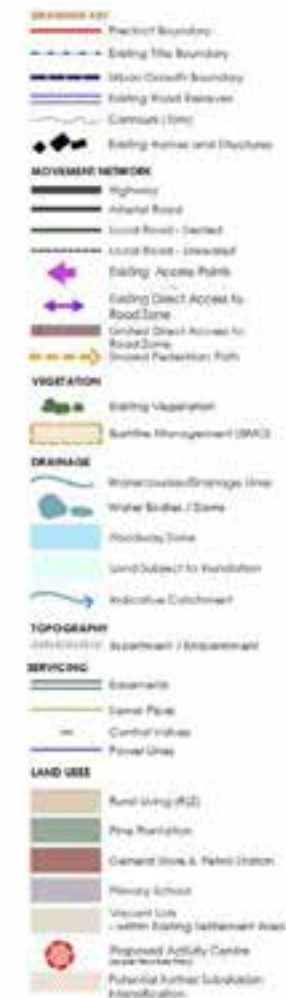 Precinct Boundary
Existing Title Boundary
Urban Growth Boundary
Existing Road Reserves
Contours (10m)
Existing Homes and Structures
MOVEMENT NETWORK
Highway
Arterial Road
Local Road - Sealed
Local Road - Unsealed
Existing Access Points
Existing Direct Access to
Road Zone
Limited Direct Access to
Road Zone
Shared Pedestrian Path
VEGETATION
Existing Vegetation
Bushfire Management (BMO)
DRAINAGE
Watercourses/Drainage Lines
Water Bodies / Dams
Floodway Zone
Land Subject to Inundation
Indicative Catchment
TOPOGRAPHY
Escarpment / Embankment
SERVICING
Easements
Sewer Pipes
Control Valves
Power Lines
LAND USES
Rural Living (RLZ)
Pine Plantation
General Store & Petrol Station
Primary School
Vacant Lots
- within Existing Settlement Area
Proposed Activity Centre
Potential Further Subdivision
Intensification